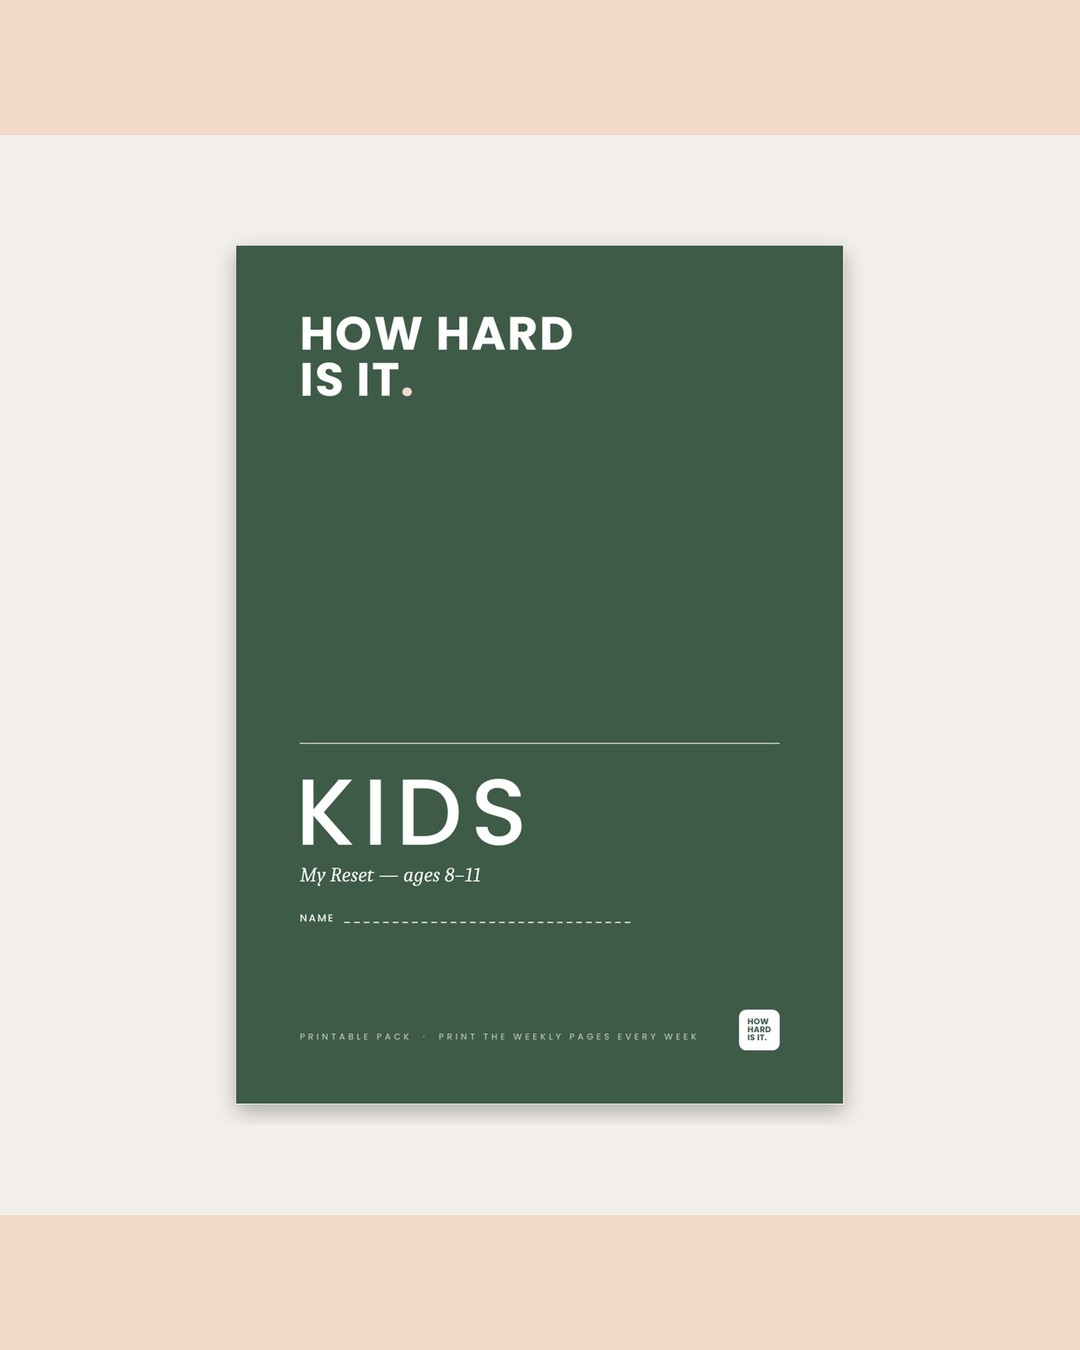 HOW HARD
IS IT.
KIDS
My Reset — ages 8–11
NAME
PRINTABLE PACK · PRINT THE WEEKLY PAGES EVERY WEEK
HOW
HARD
IS IT.